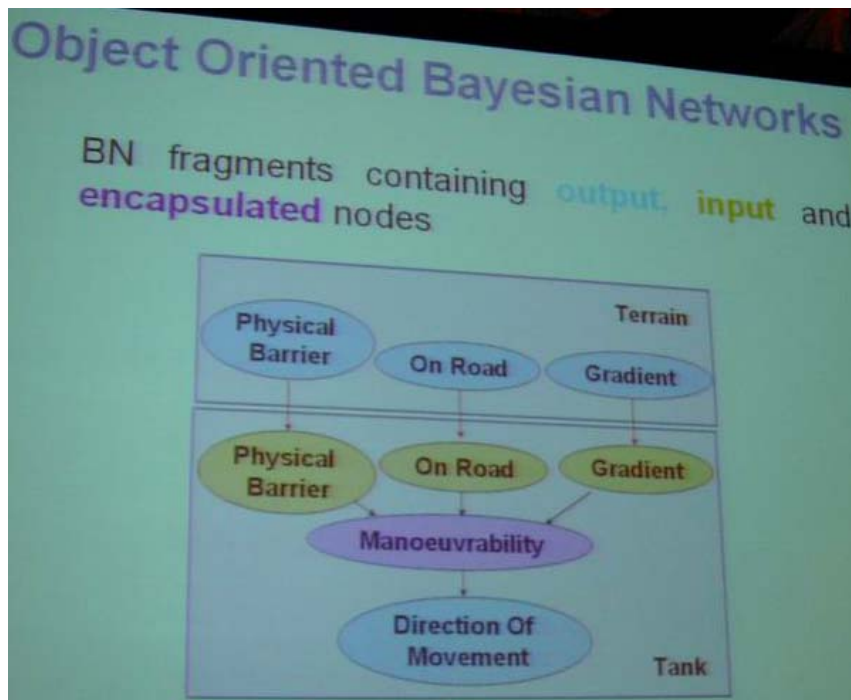 Object Oriented Bayesian Networks
BN fragments containing output, input and
encapsulated nodes
Terrain
Physical
Barrier
On Road
Gradient
Physical
Barrier
On Road
Gradient
Manoeuvrability
Direction Of
Movement
Tank